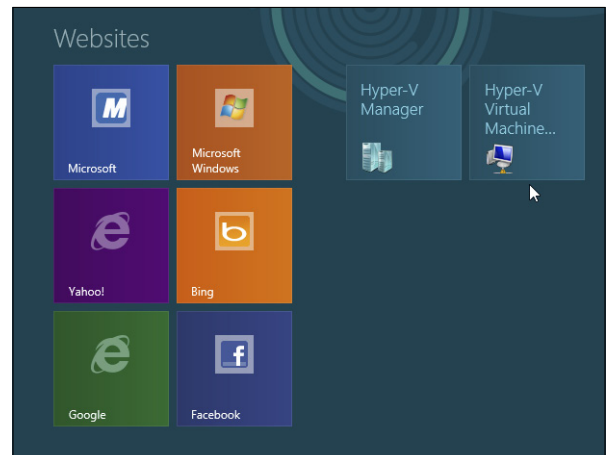 Websites
Hyper-V
Manager
Hyper-V
Virtual
Machine...
M
Microsoft
Microsoft
Windows
b
Yahoo!
Bing
f
Google
Facebook